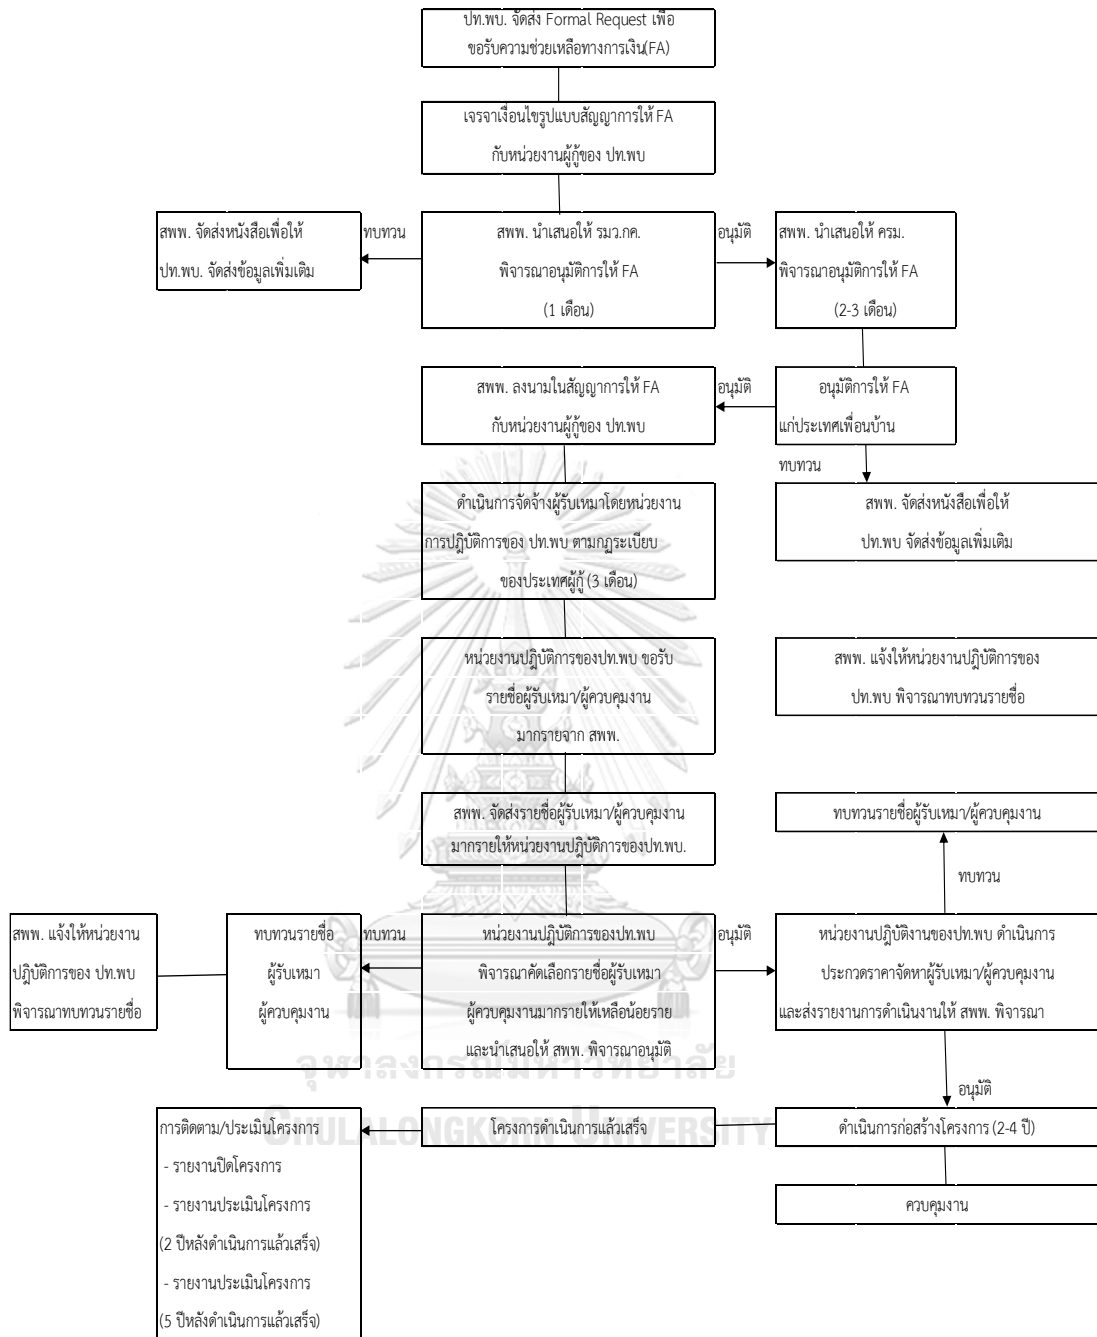 ปท.พบ. จัดส่ง Formal Request เพื่อ
ขอรับความช่วยเหลือทางการเงิน(FA)
เจรจาเงื่อนไขรูปแบบสัญญาการให้ FA
กับหน่วยงานผู้กู้ของ ปท.พบ
สพพ. จัดส่งหนังสือเพื่อให้
ปท.พบ. จัดส่งข้อมูลเพิ่มเติม
ทบทวน
สพพ. นำเสนอให้ รมว.กค.
พิจารณาอนุมัติการให้ FA
(1 เดือน)
อนุมัติ
สพพ. นำเสนอให้ ครม.
พิจารณาอนุมัติการให้ FA
(2-3 เดือน)
สพพ. ลงนามในสัญญาการให้ FA
กับหน่วยงานผู้กู้ของ ปท.พบ
อนุมัติ
อนุมัติการให้ FA
แก่ประเทศเพื่อนบ้าน
ทบทวน
ดำเนินการจัดจ้างผู้รับเหมาโดยหน่วยงาน
การปฎิบัติการของ ปท.พบ ตามกฎระเบียบ
ของประเทศผู้กู้ (3 เดือน)
สพพ. จัดส่งหนังสือเพื่อให้
ปท.พบ จัดส่งข้อมูลเพิ่มเติม
หน่วยงานปฎิบัติการของปท.พบ ขอรับ
รายชื่อผู้รับเหมา/ผู้ควบคุมงาน
มากรายจาก สพพ.
สพพ. แจ้งให้หน่วยงานปฎิบัติการของ
ปท.พบ พิจารณาทบทวนรายชื่อ
สพพ. จัดส่งรายชื่อผู้รับเหมา/ผู้ควบคุมงาน
มากรายให้หน่วยงานปฎิบัติการของปท.พบ.
ทบทวนรายชื่อผู้รับเหมา/ผู้ควบคุมงาน
ทบทวน
สพพ. แจ้งให้หน่วยงาน
ปฎิบัติการของ ปท.พบ
พิจารณาทบทวนรายชื่อ
ทบทวนรายชื่อ
ผู้รับเหมา
ผู้ควบคุมงาน
ทบทวน
หน่วยงานปฎิบัติการของปท.พบ
พิจารณาคัดเลือกรายชื่อผู้รับเหมา
ผู้ควบคุมงานมากรายให้เหลือน้อยราย
และนำเสนอให้ สพพ. พิจารณาอนุมัติ
อนุมัติ
หน่วยงานปฎิบัติงานของปท.พบ ดำเนินการ
ประกวดราคาจัดหาผู้รับเหมา/ผู้ควบคุมงาน
และส่งรายงานการดำเนินงานให้ สพพ. พิจารณา
จุฬาลงกรณ์มหาวิทยาลัย
CHULALONGKORN UNIVERSITY
อนุมัติ
การติดตาม/ประเมินโครงการ
- รายงานปิดโครงการ
- รายงานประเมินโครงการ
(2 ปีหลังดำเนินการแล้วเสร็จ)
- รายงานประเมินโครงการ
(5 ปีหลังดำเนินการแล้วเสร็จ)
โครงการดำเนินการแล้วเสร็จ
ดำเนินการก่อสร้างโครงการ (2-4 ปี)
ควบคุมงาน